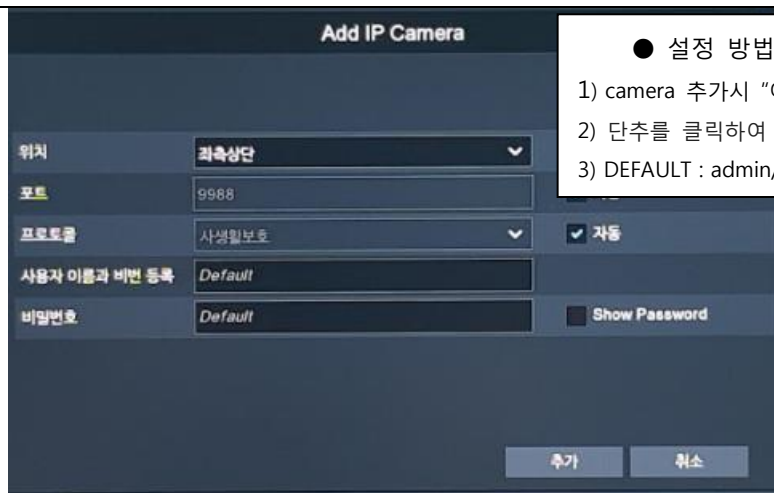 Add IP Camera
● 설정 방법
1) camera 추가시
2) 단추를 클릭하여
3) DEFAULT : admin/
위치 좌측상단
포트 9988
프로토콜 사생활보호 자동
사용자 이름과 비번 등록 Default
비밀번호 Default Show Password
추가 취소